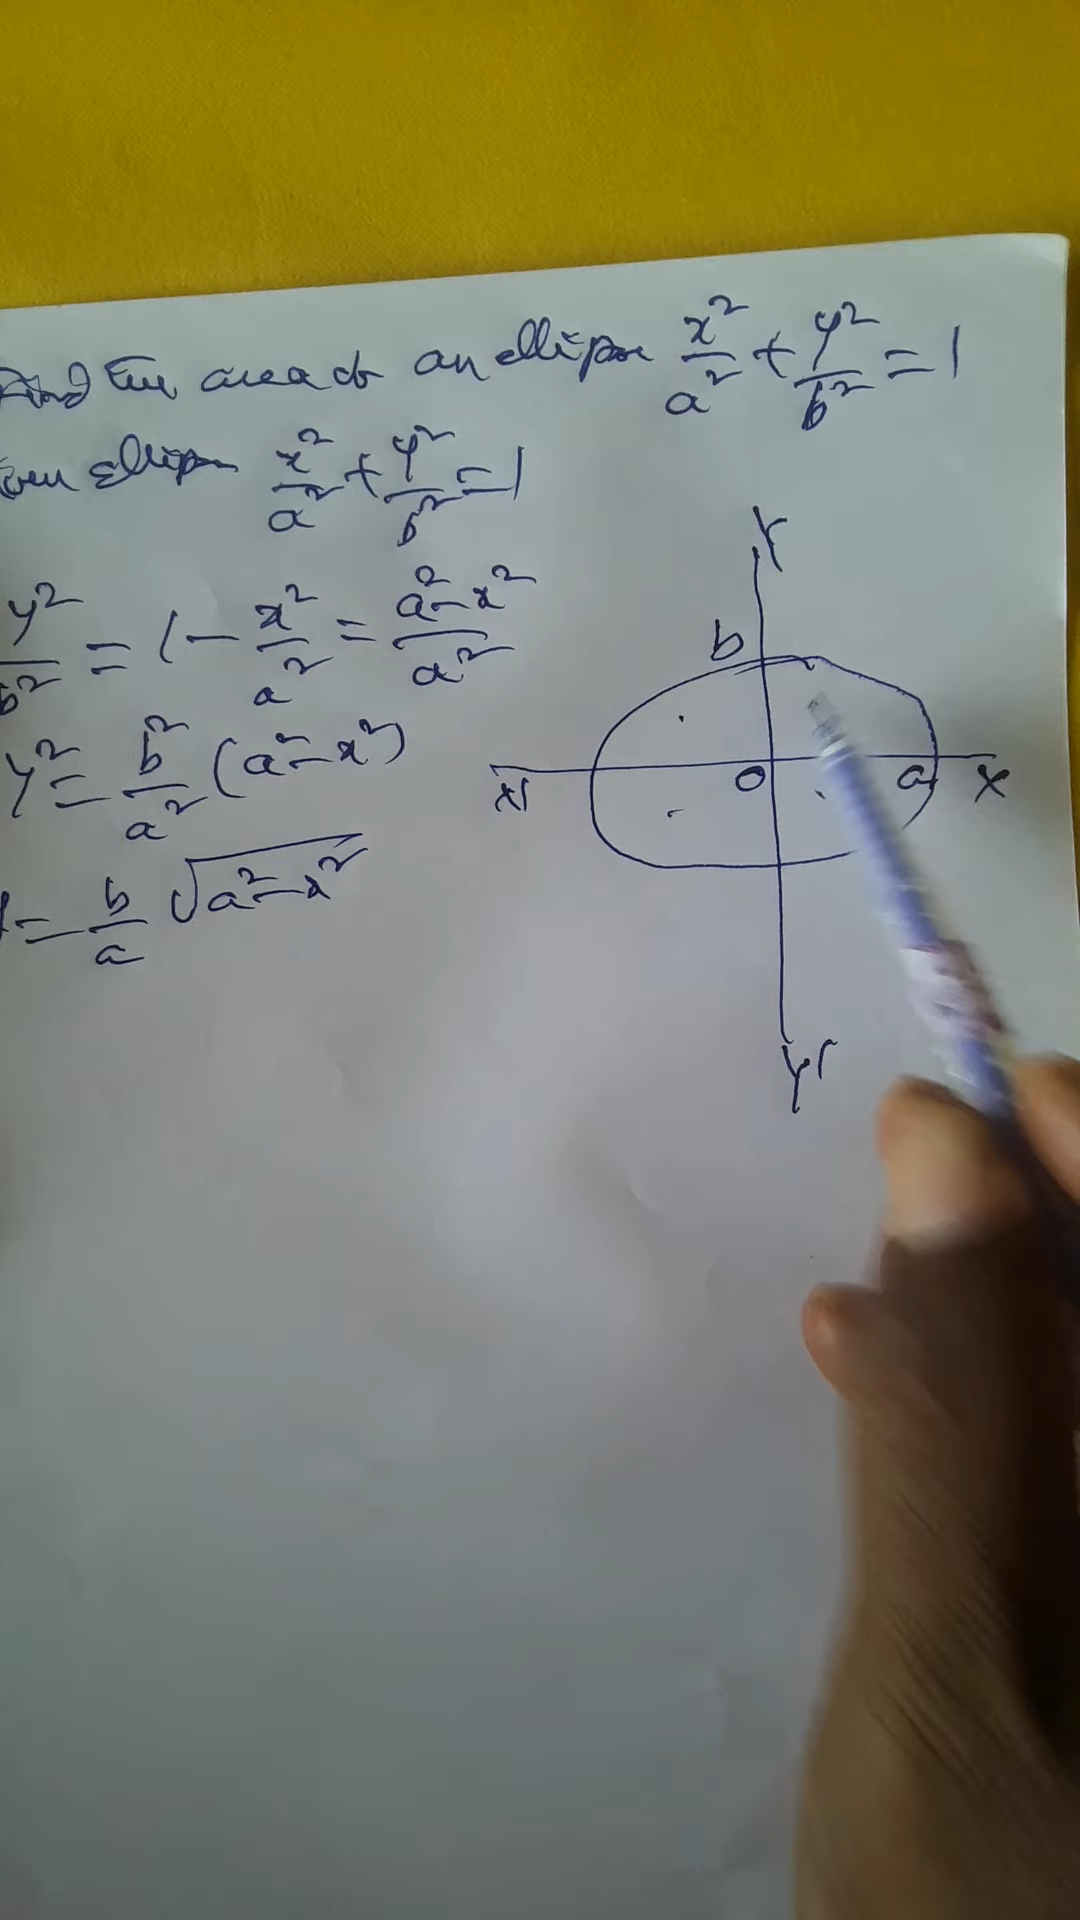 Find the area of an ellipse x²/a² + y²/b² = 1
ellipse x²/a² + y²/b² = 1
y²/b² = 1 - x²/a² = a²-x²/a²
y² = b²/a² (a²-x²)
= b/a √a²-x²
Y
b
X' O a X
Y'